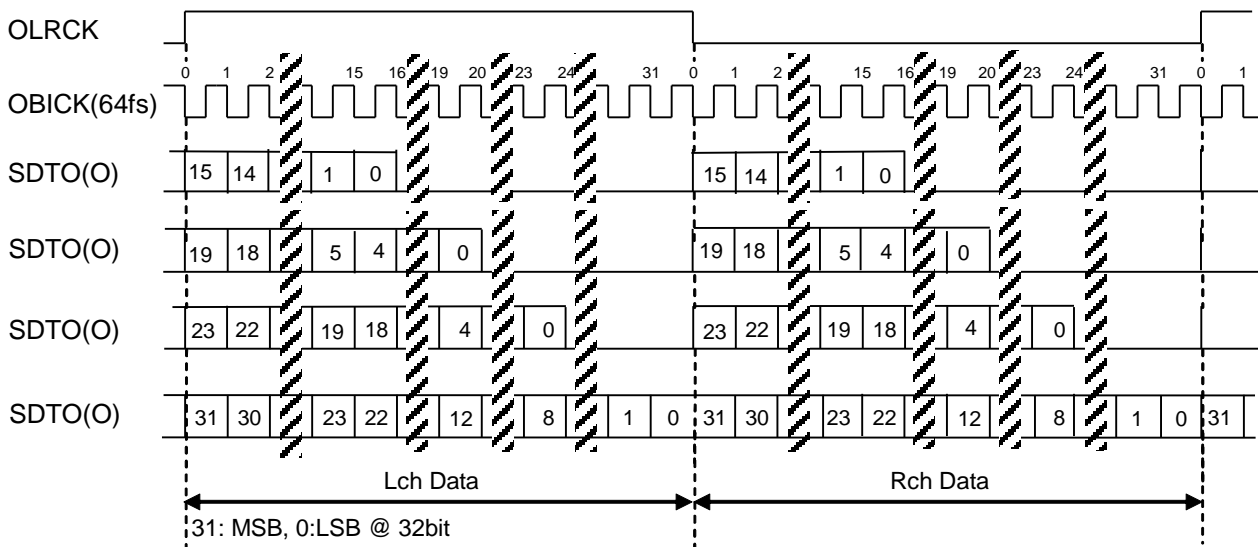 OLRCK
0 1 2 15 16 19 20 23 24 31 0 1 2 15 16 19 20 23 24 31 0 1
OBICK(64fs)
SDTO(O) 15 14 1 0 15 14 1 0
SDTO(O) 19 18 5 4 0 19 18 5 4 0
SDTO(O) 23 22 19 18 4 0 23 22 19 18 4 0
SDTO(O) 31 30 23 22 12 8 1 0 31 30 23 22 12 8 1 0 31
Lch Data Rch Data
31: MSB, 0:LSB @ 32bit